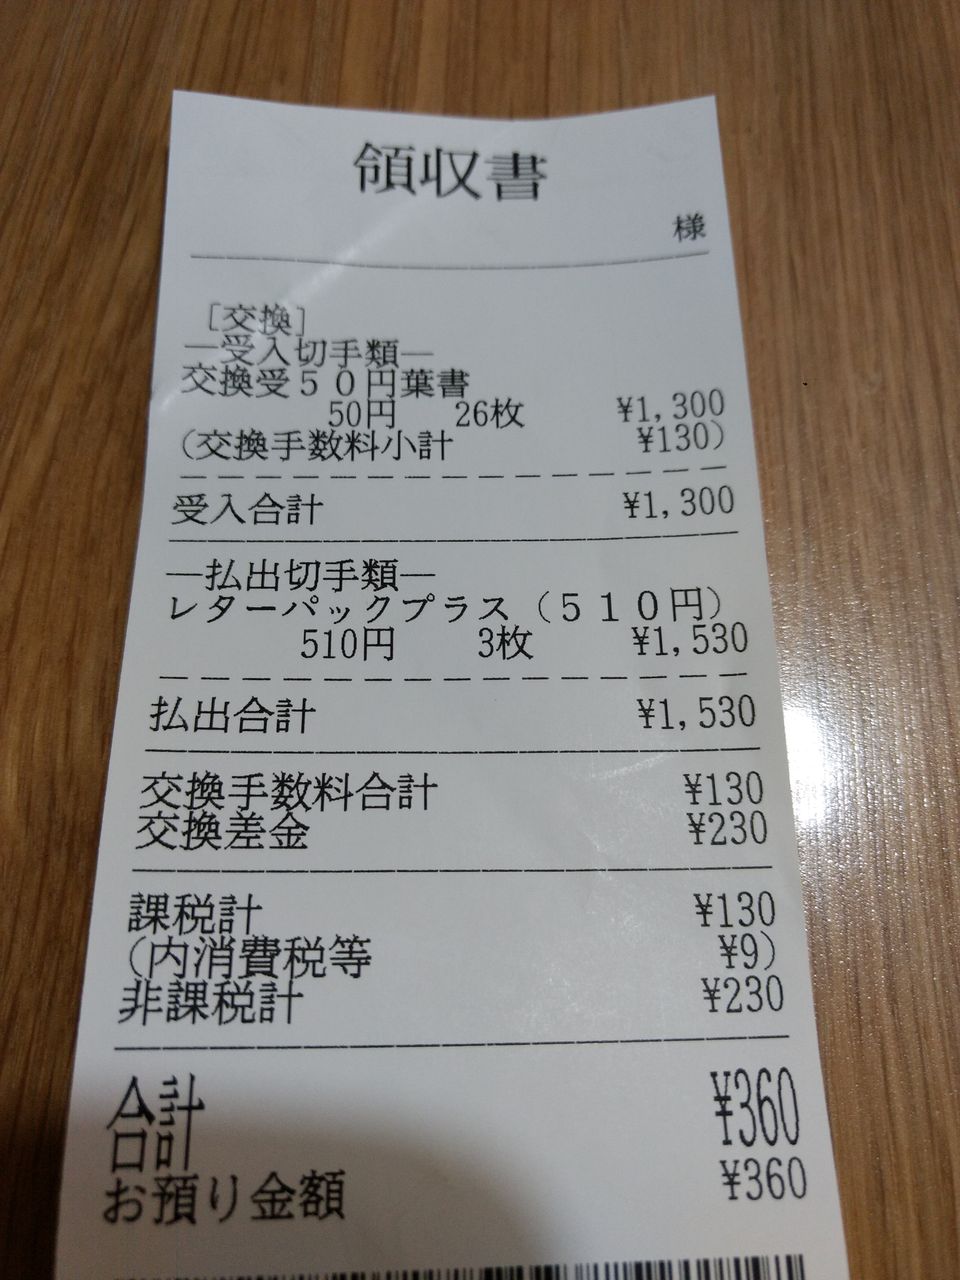 領収書
様
[交換]
―受入切手類―
交換受50円葉書
50円 26枚 ¥1,300
(交換手数料小計 ¥130)
受入合計 ¥1,300
―払出切手類―
レターパックプラス(510円)
510円 3枚 ¥1,530
払出合計 ¥1,530
交換手数料合計 ¥130
交換差金 ¥230
課税計 ¥130
(内消費税等 ¥9)
非課税計 ¥230
合計 ¥360
お預り金額 ¥360